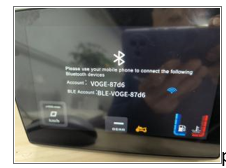 Please use your mobile phone to connect the following
Bluetooth devices
Account : VOGE-87d6
BLE Account :BLE-VOGE-87d6